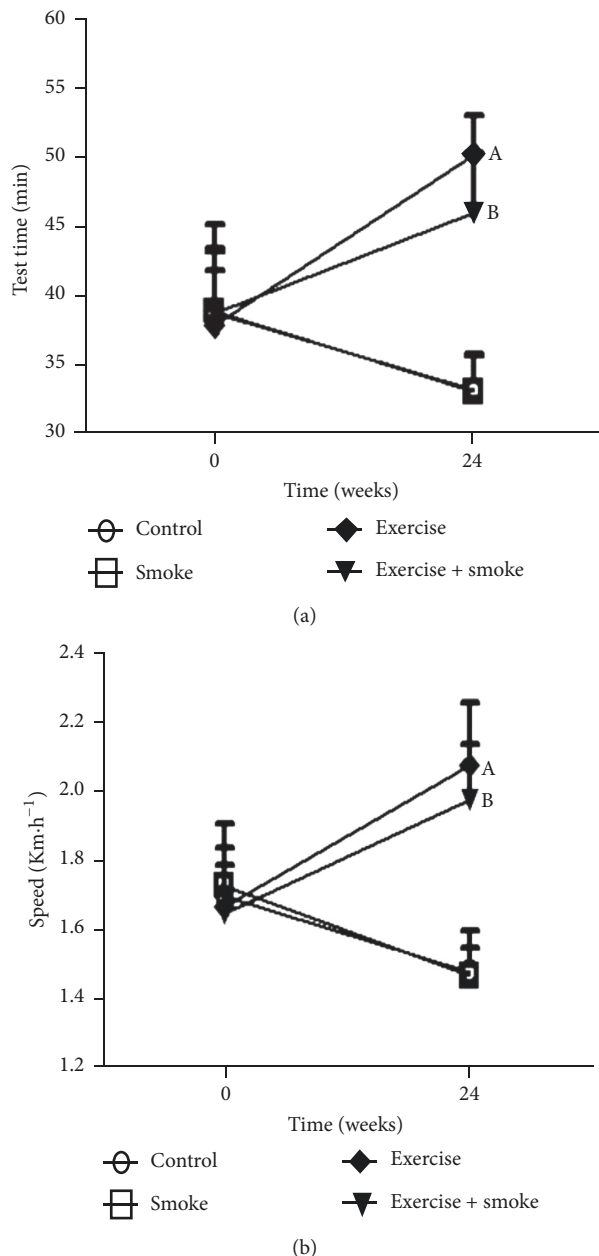 60
55
50
45
40
35
30
Test time (min)
A
B
0
24
Time (weeks)
Control
Exercise
Smoke
Exercise + smoke
(a)
2.4
2.2
2.0
1.8
1.6
1.4
1.2
Speed (Km·h⁻¹)
A
B
0
24
Time (weeks)
Control
Exercise
Smoke
Exercise + smoke
(b)